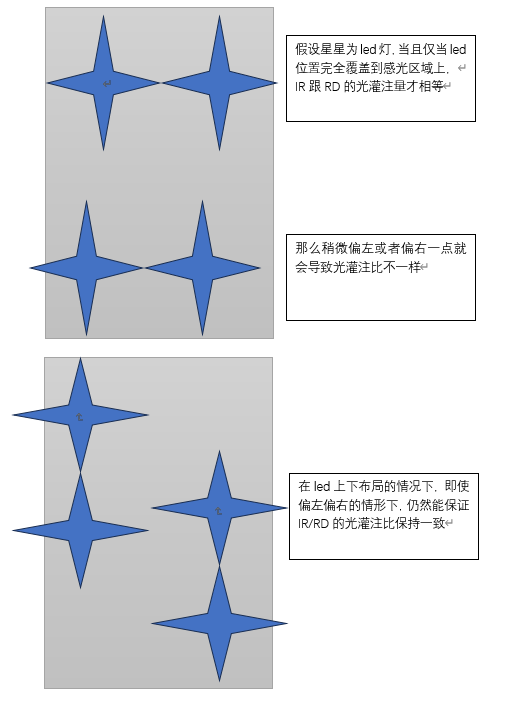 假设星星为 led 灯, 当且仅当 led
位置完全覆盖到感光区域上, ↵
IR 跟 RD 的光灌注量才相等↵
那么稍微偏左或者偏右一点就
会导致光灌注比不一样↵
在 led 上下布局的情况下, 即使
偏左偏右的情形下, 仍然能保证
IR/RD 的光灌注比保持一致↵